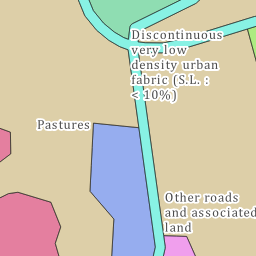 Discontinuous
very low
density urban
fabric (S.L. :
< 10%)
Pastures
Other roads
and associated
land